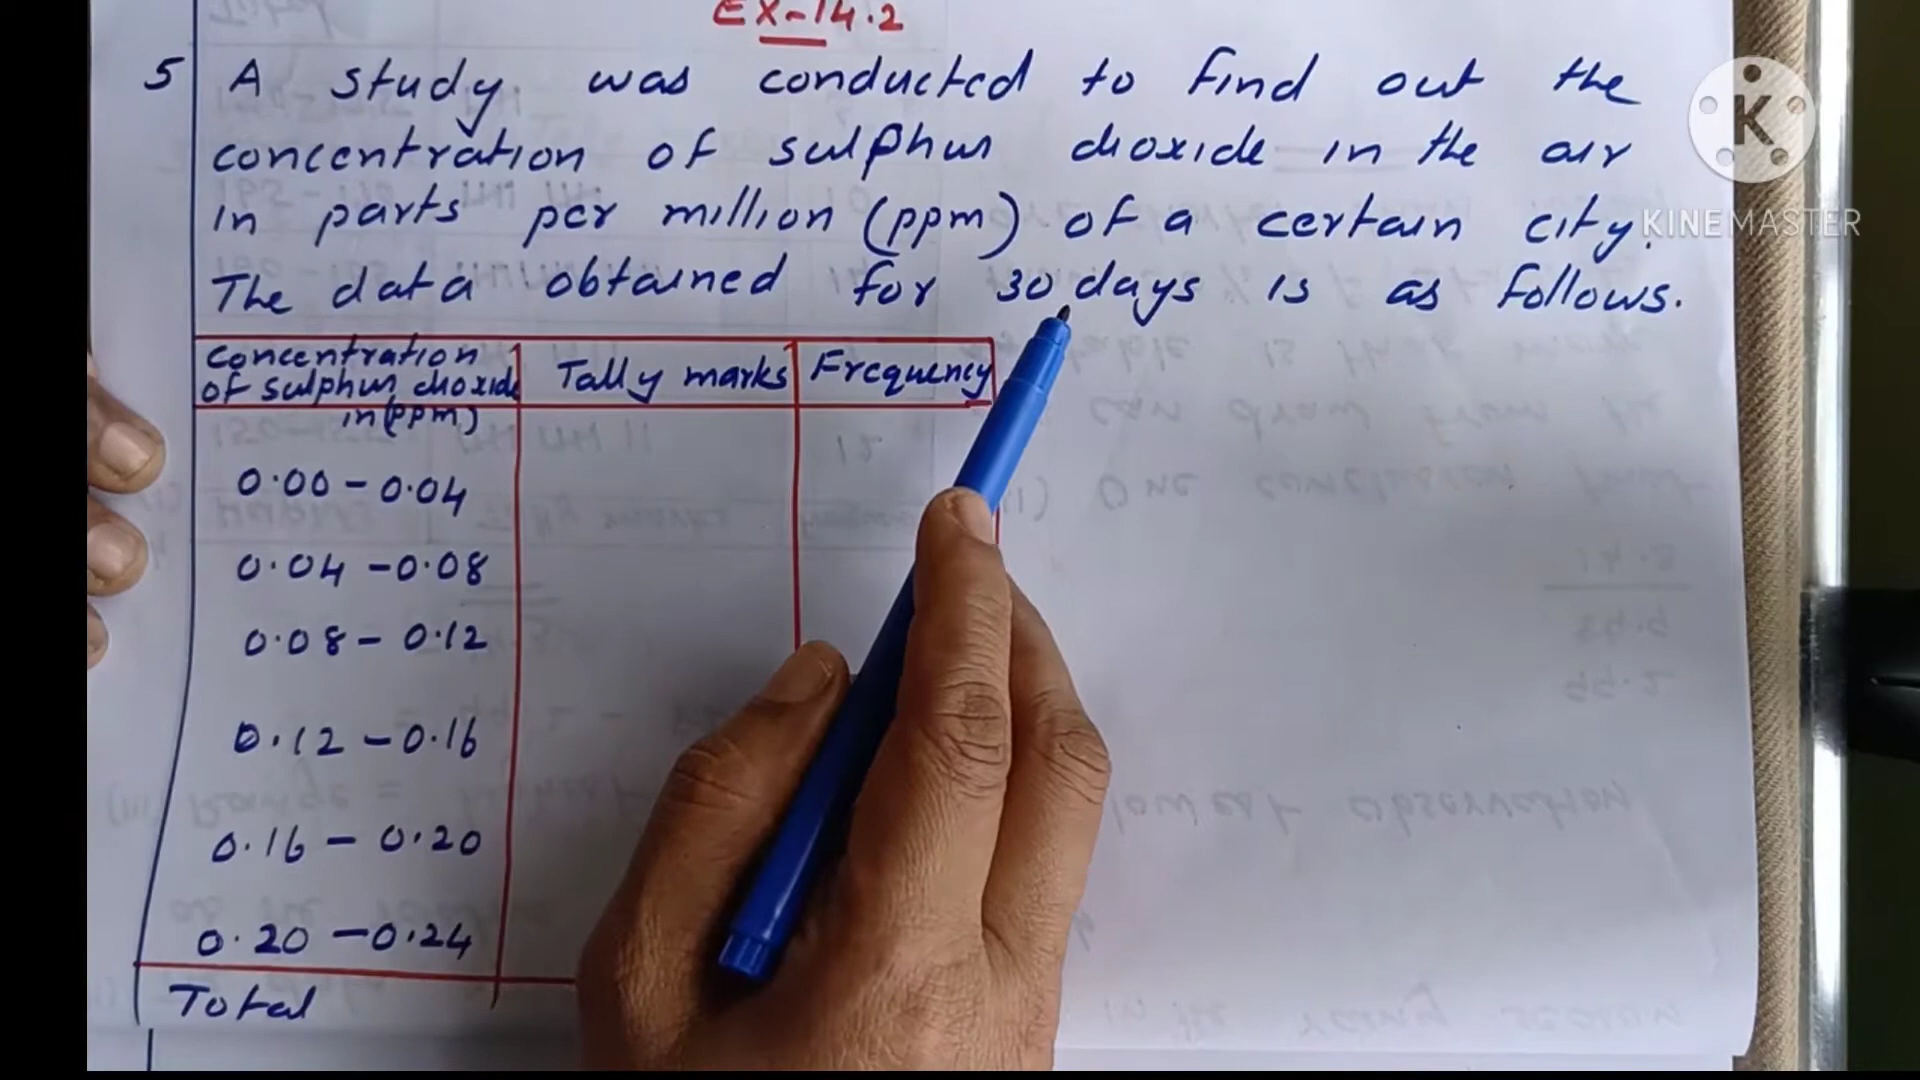 Ex-14.2
5 A study was conducted to find out the
concentration of sulphur dioxide in the air
in parts per million (ppm) of a certain city.
The data obtained for 30 days is as follows.
Concentration of sulphur dioxide in (ppm) Tally marks Frequency
0.00 - 0.04
0.04 - 0.08
0.08 - 0.12
0.12 - 0.16
0.16 - 0.20
0.20 - 0.24
Total
K
KINEMASTER